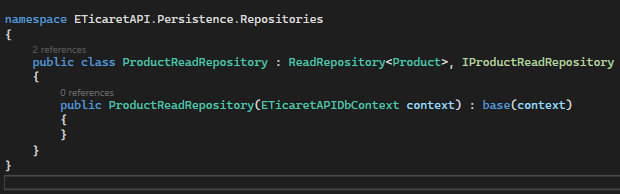 namespace ETicaretAPI.Persistence.Repositories
{
2 references
public class ProductReadRepository : ReadRepository<Product>, IProductReadRepository
{
0 references
public ProductReadRepository(ETicaretAPIDbContext context) : base(context)
{
}
}
}